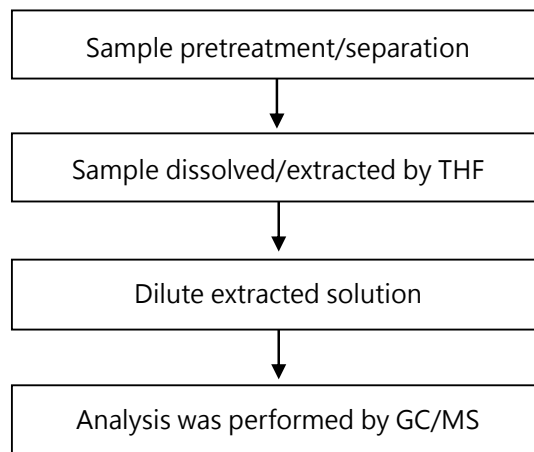 Sample pretreatment/separation
Sample dissolved/extracted by THF
Dilute extracted solution
Analysis was performed by GC/MS